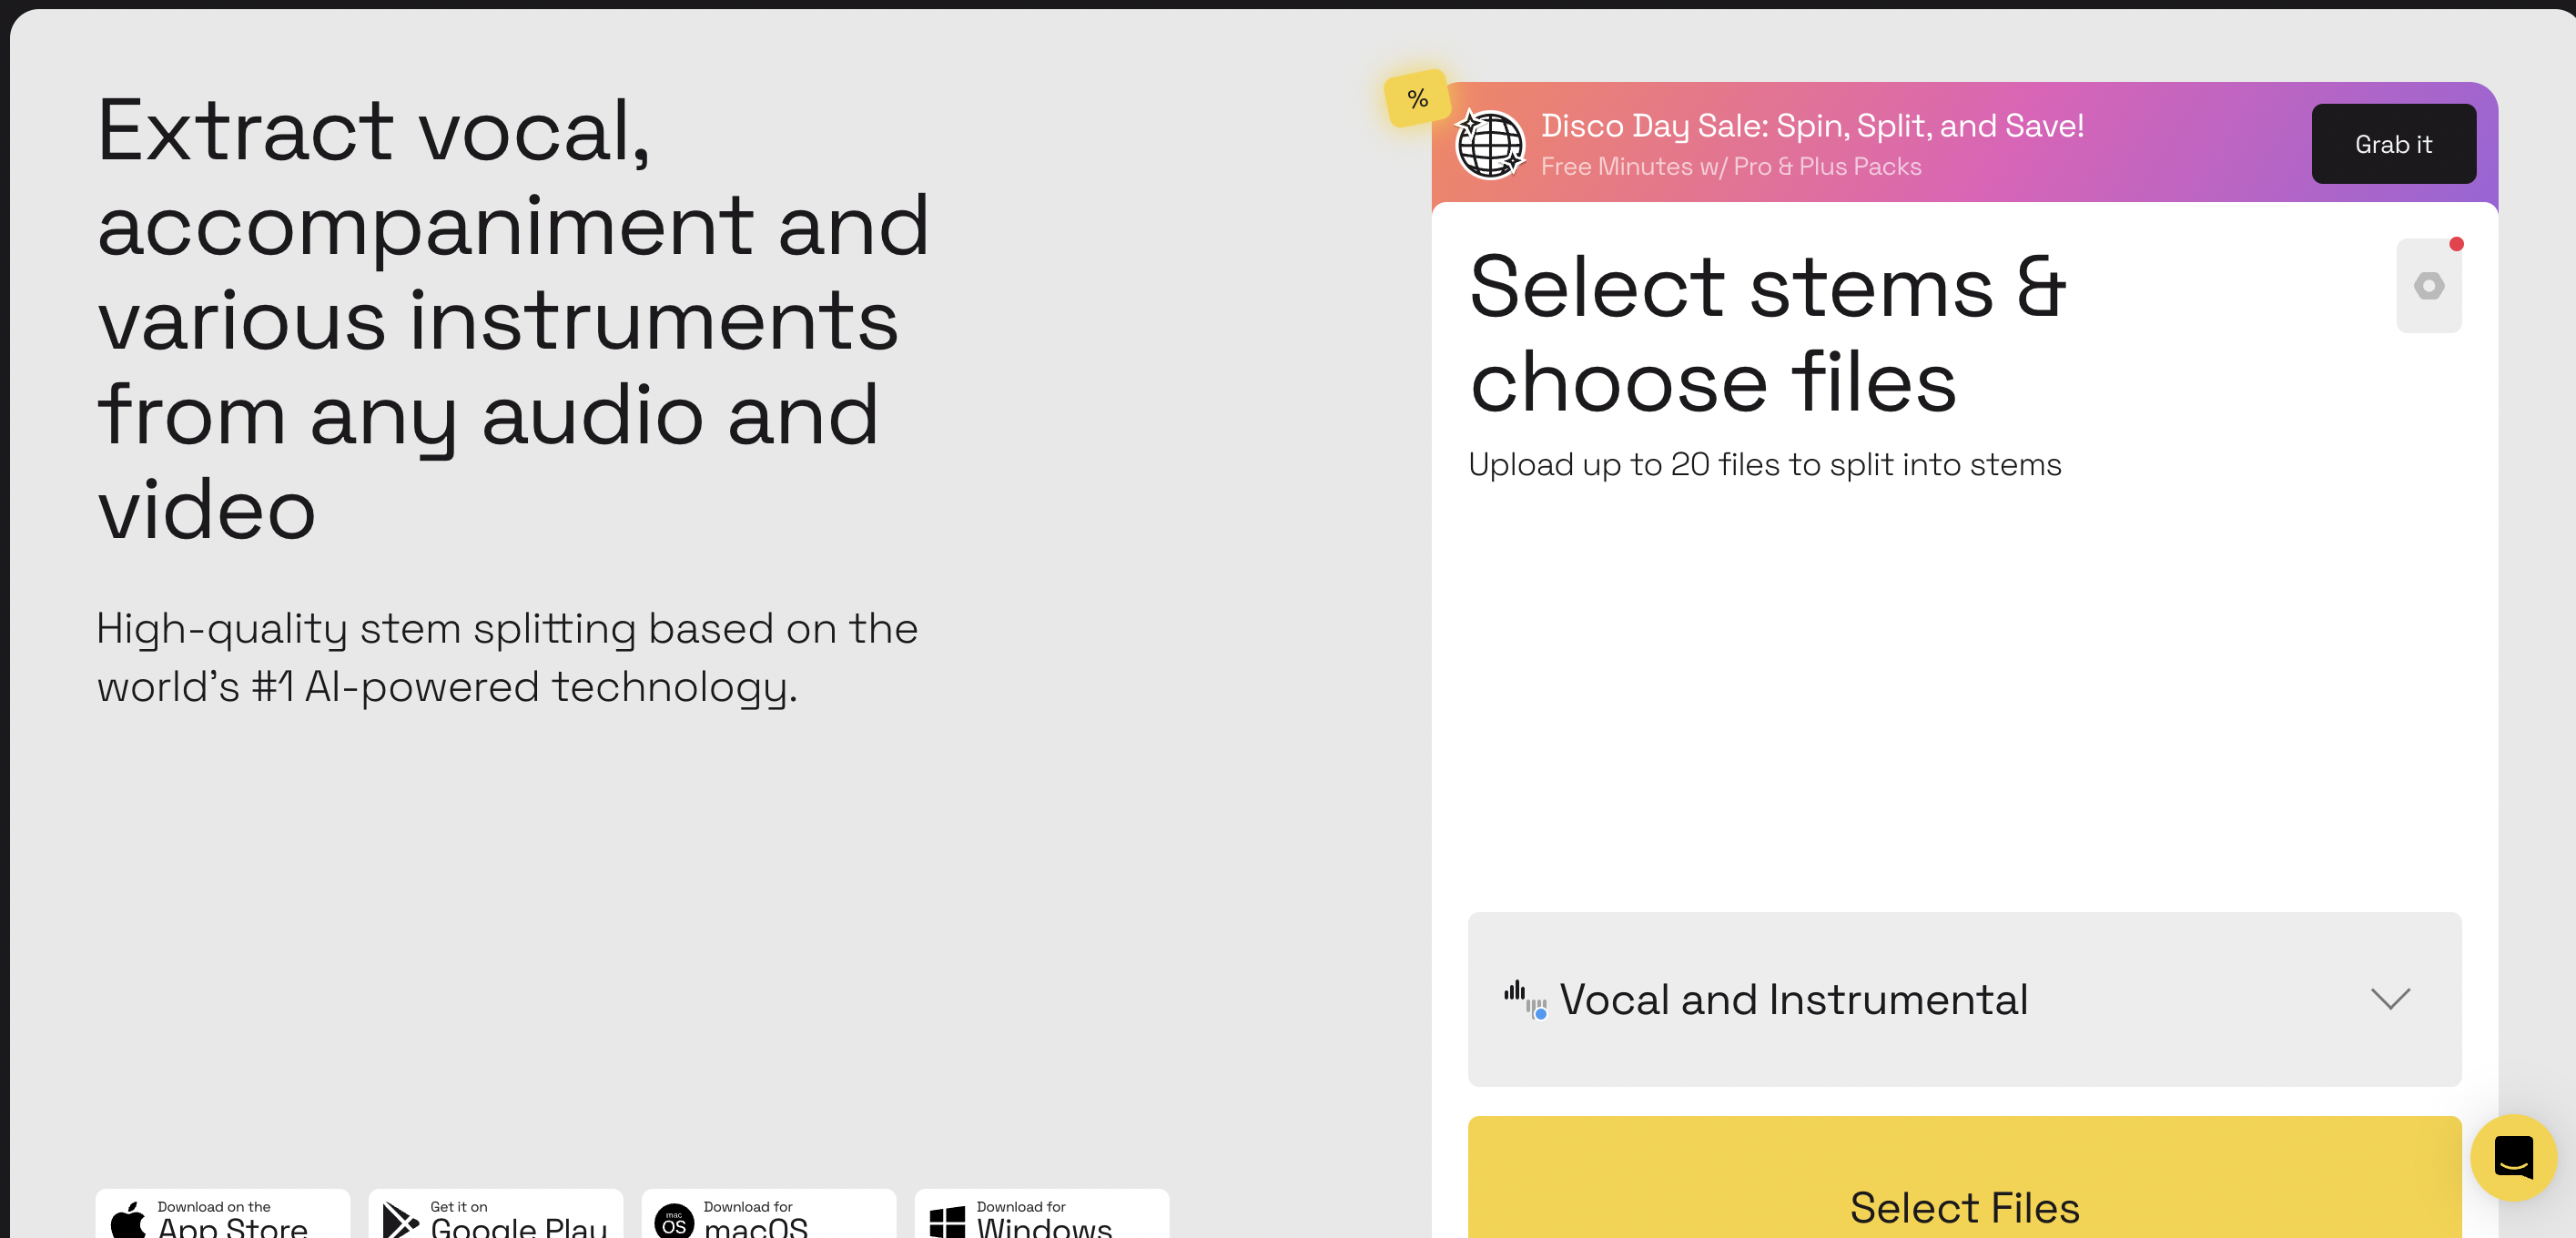 Extract vocal,
accompaniment and
various instruments
from any audio and
video
High-quality stem splitting based on the
world's #1 AI-powered technology.
Download on the
App Store
Get it on
Google Play
mac
OS
Download for
macOS
Download for
Windows
%
Disco Day Sale: Spin, Split, and Save!
Free Minutes w/ Pro & Plus Packs
Grab it
Select stems &
choose files
Upload up to 20 files to split into stems
Vocal and Instrumental
Select Files